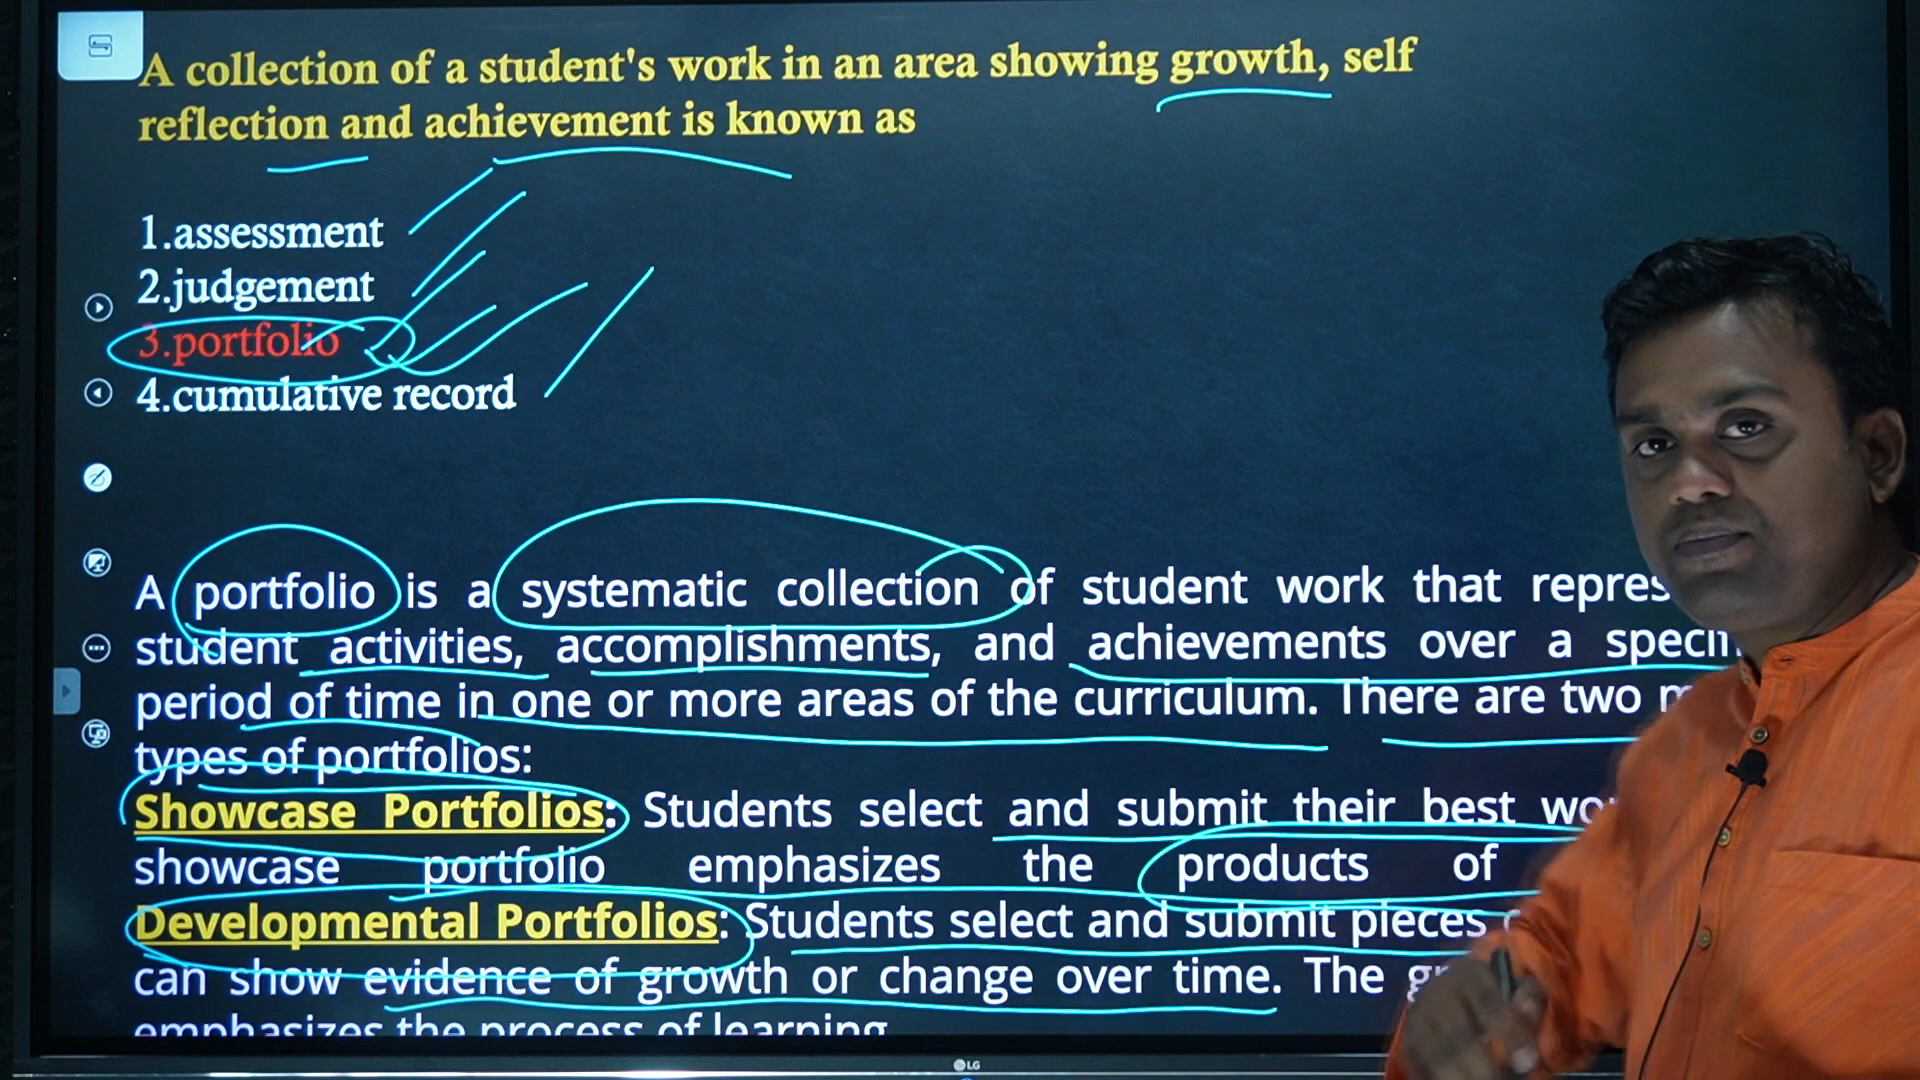 A collection of a student's work in an area showing growth, self
reflection and achievement is known as
1.assessment
2.judgement
3.portfolio
4.cumulative record
A portfolio is a systematic collection of student work that
student activities, accomplishments, and achievements over a
period of time in one or more areas of the curriculum. There are two
types of portfolios:
Showcase Portfolios: Students select and submit their best
showcase portfolio emphasizes the products of
Developmental Portfolios: Students select and submit pieces
can show evidence of growth or change over time. The
emphasizes the process of learning
LG